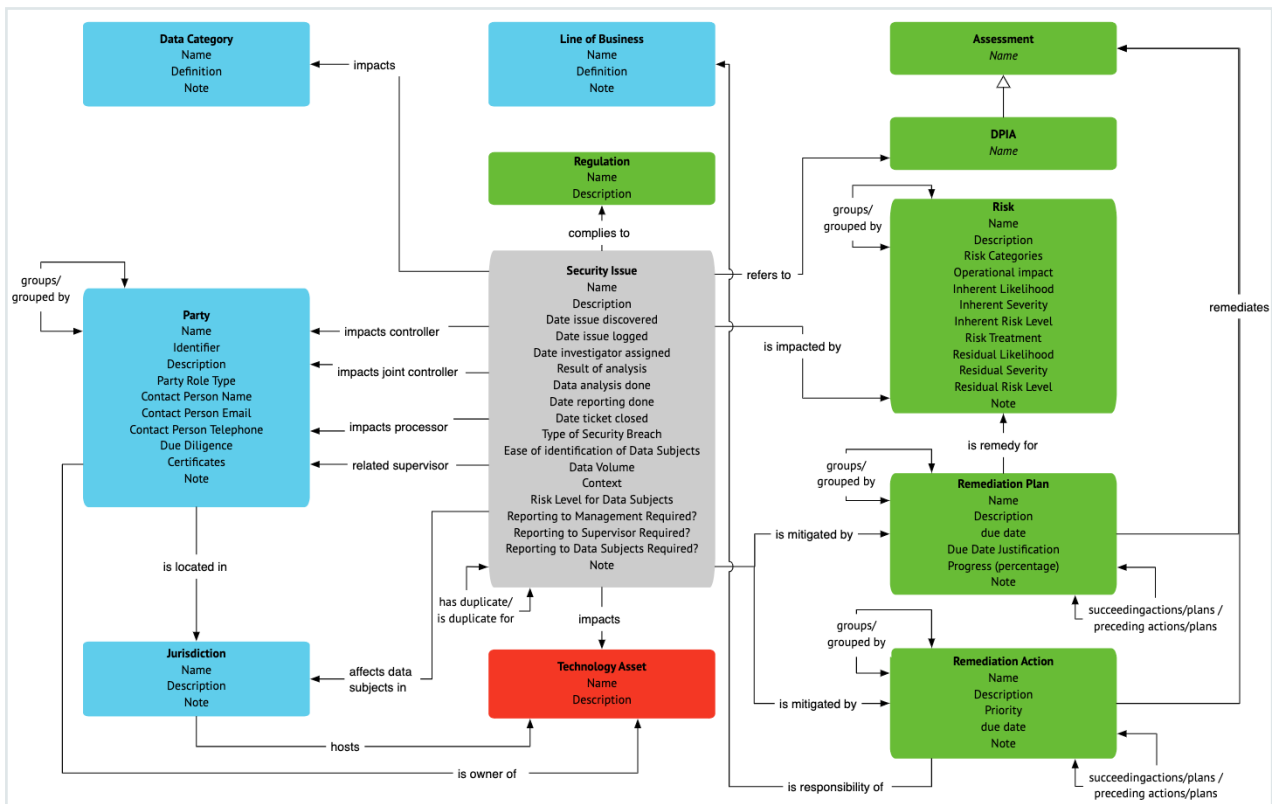 Data Category
Name
Definition
Note
impacts
Line of Business
Name
Definition
Note
Assessment
Name
DPIA
Name
Regulation
Name
Description
complies to
refers to
groups/
grouped by
Risk
Name
Description
Risk Categories
Operational impact
Inherent Likelihood
Inherent Severity
Inherent Risk Level
Risk Treatment
Residual Likelihood
Residual Severity
Residual Risk Level
Note
remediates
is impacted by
Security Issue
Name
Description
Date issue discovered
Date issue logged
Date investigator assigned
Result of analysis
Data analysis done
Date reporting done
Date ticket closed
Type of Security Breach
Ease of identification of Data Subjects
Data Volume
Context
Risk Level for Data Subjects
Reporting to Management Required?
Reporting to Supervisor Required?
Reporting to Data Subjects Required?
Note
groups/
grouped by
Party
Name
Identifier
Description
Party Role Type
Contact Person Name
Contact Person Email
Contact Person Telephone
Due Diligence
Certificates
Note
impacts controller
impacts joint controller
impacts processor
related supervisor
is remedy for
groups/
grouped by
Remediation Plan
Name
Description
due date
Due Date Justification
Progress (percentage)
Note
is mitigated by
succeedingactions/plans /
preceding actions/plans
is located in
has duplicate/
is duplicate for
impacts
Jurisdiction
Name
Description
Note
affects data
subjects in
Technology Asset
Name
Description
groups/
grouped by
Remediation Action
Name
Description
Priority
due date
Note
is mitigated by
hosts
is owner of
is responsibility of
succeedingactions/plans /
preceding actions/plans